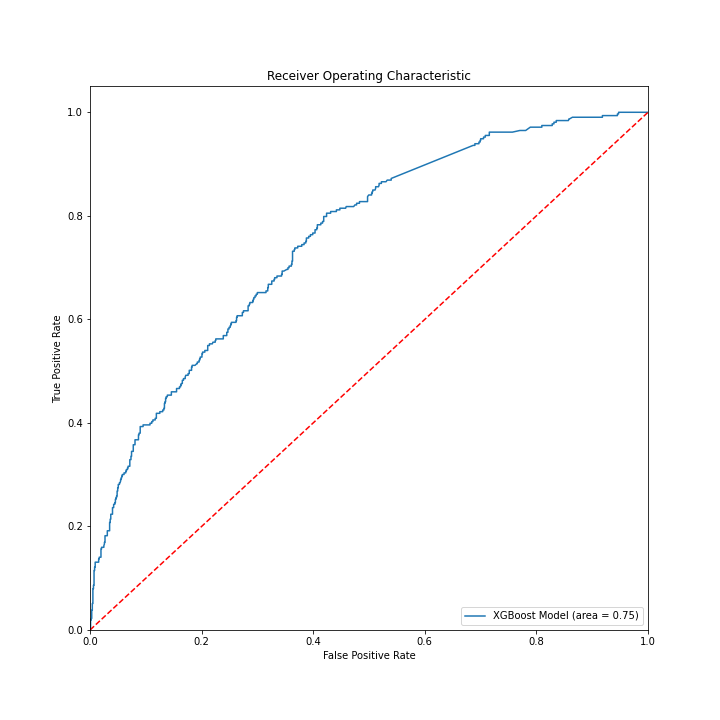 Receiver Operating Characteristic
True Positive Rate
1.0
0.8
0.6
0.4
0.2
0.0
XGBoost Model (area = 0.75)
0.0 0.2 0.4 0.6 0.8 1.0
False Positive Rate